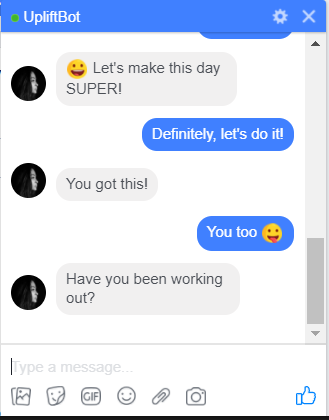 UpliftBot
😀 Let's make this day
SUPER!
Definitely, let's do it!
You got this!
You too 😜
Have you been working
out?
Type a message...
GIF